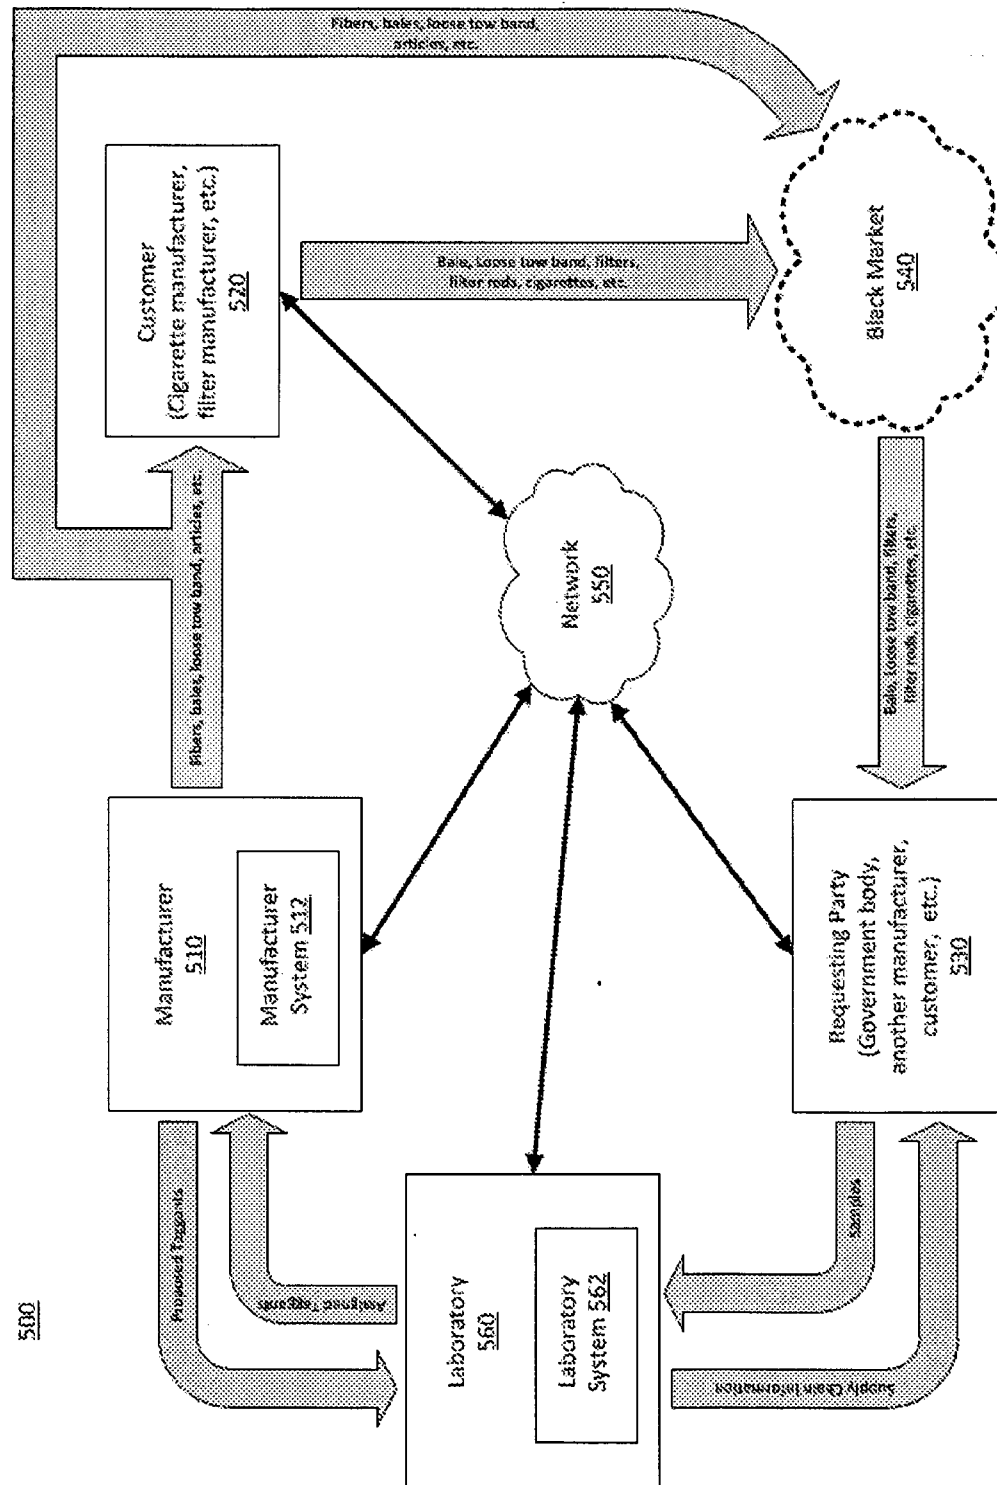 500
Proposed Taggants
Assigned Taggants
Laboratory
560
Laboratory
System 562
Supply Chain Information
Samples
Manufacturer
510
Manufacturer
System 512
Requesting Party
(Government body,
another manufacturer,
customer, etc.)
530
Fibers, bales, loose tow band, articles, etc.
Network
550
Bale, Loose tow band, filters,
filter rods, cigarettes, etc.
Customer
(Cigarette manufacturer,
filter manufacturer, etc.)
520
Bale, Loose tow band, filters,
filter rods, cigarettes, etc.
Black Market
540
Fibers, bales, loose tow band,
articles, etc.